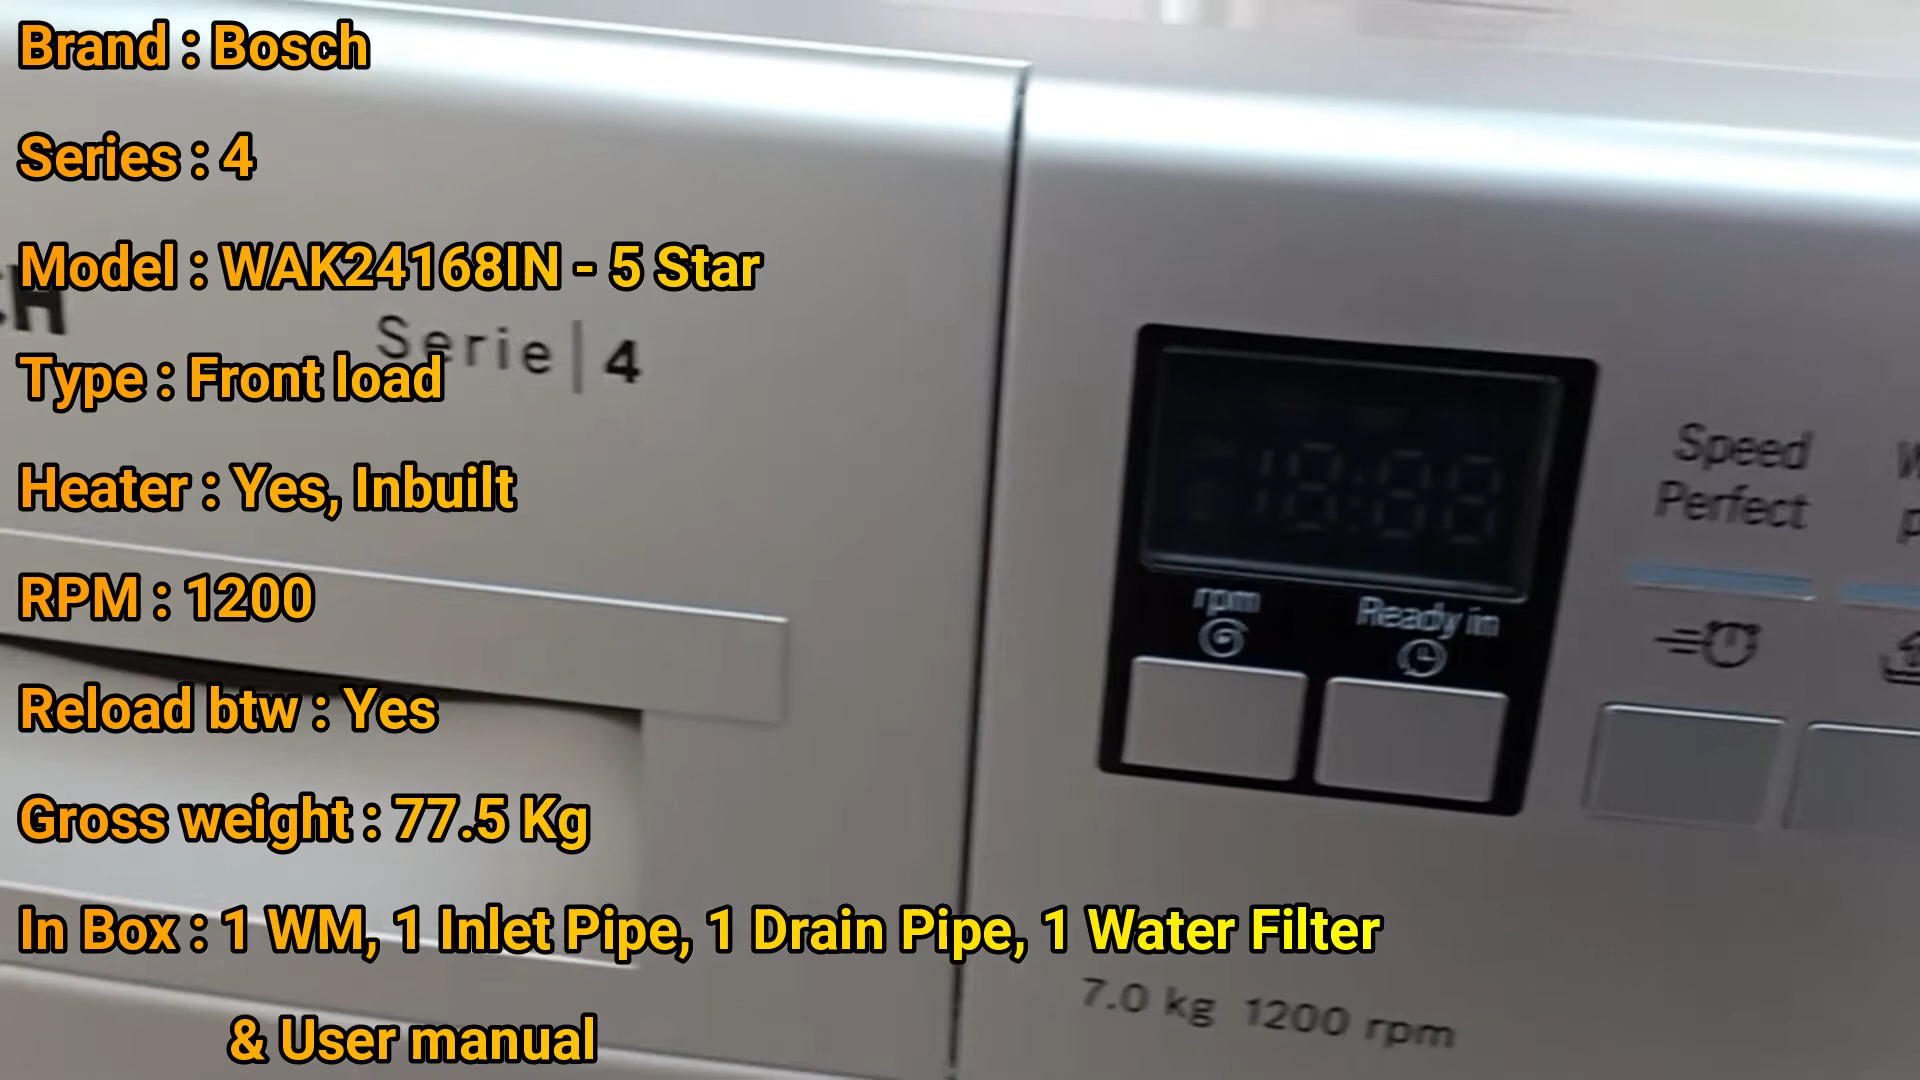 Brand : Bosch
Series : 4
Model : WAK24168IN - 5 Star
Serie | 4
Type : Front load
Heater : Yes, Inbuilt
RPM : 1200
Reload btw : Yes
Gross weight : 77.5 Kg
In Box : 1 WM, 1 Inlet Pipe, 1 Drain Pipe, 1 Water Filter
& User manual
18:88
rpm
Ready in
Speed
Perfect
7.0 kg 1200 rpm